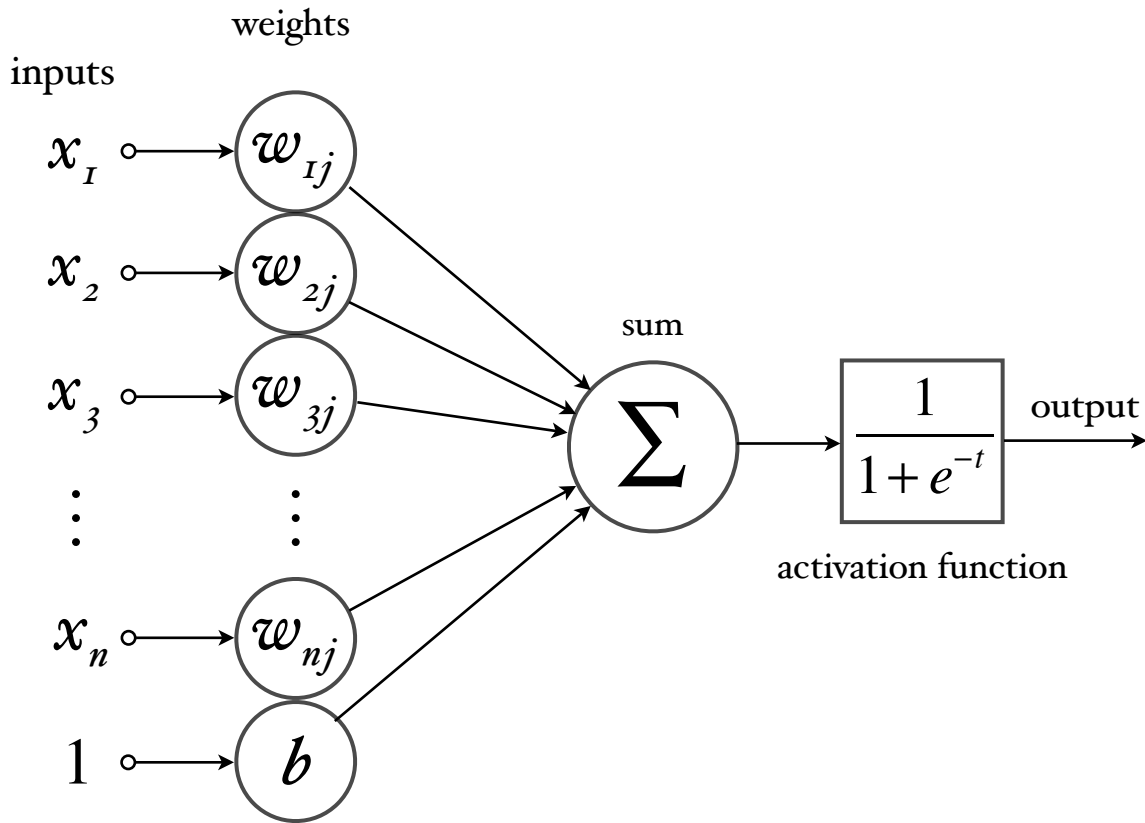 weights
inputs
x₁ w₁ⱼ
x₂ w₂ⱼ
sum
x₃ w₃ⱼ
∑
1
output
1 + e⁻ᵗ
⋮ ⋮
activation function
xₙ wₙⱼ
1 b